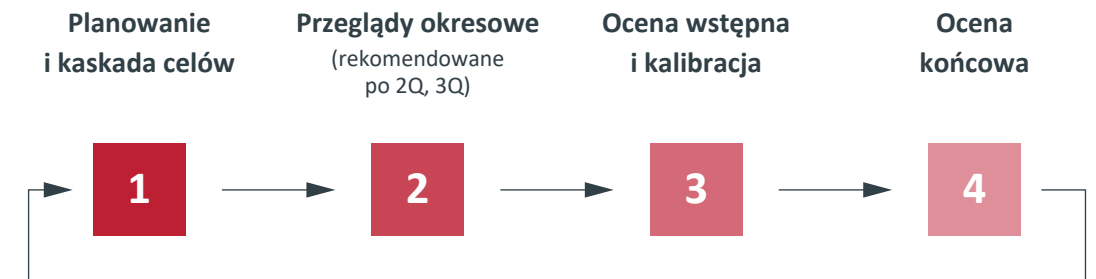 Planowanie
i kaskada celów
Przeglądy okresowe
(rekomendowane
po 2Q, 3Q)
Ocena wstępna
i kalibracja
Ocena
końcowa
1
2
3
4